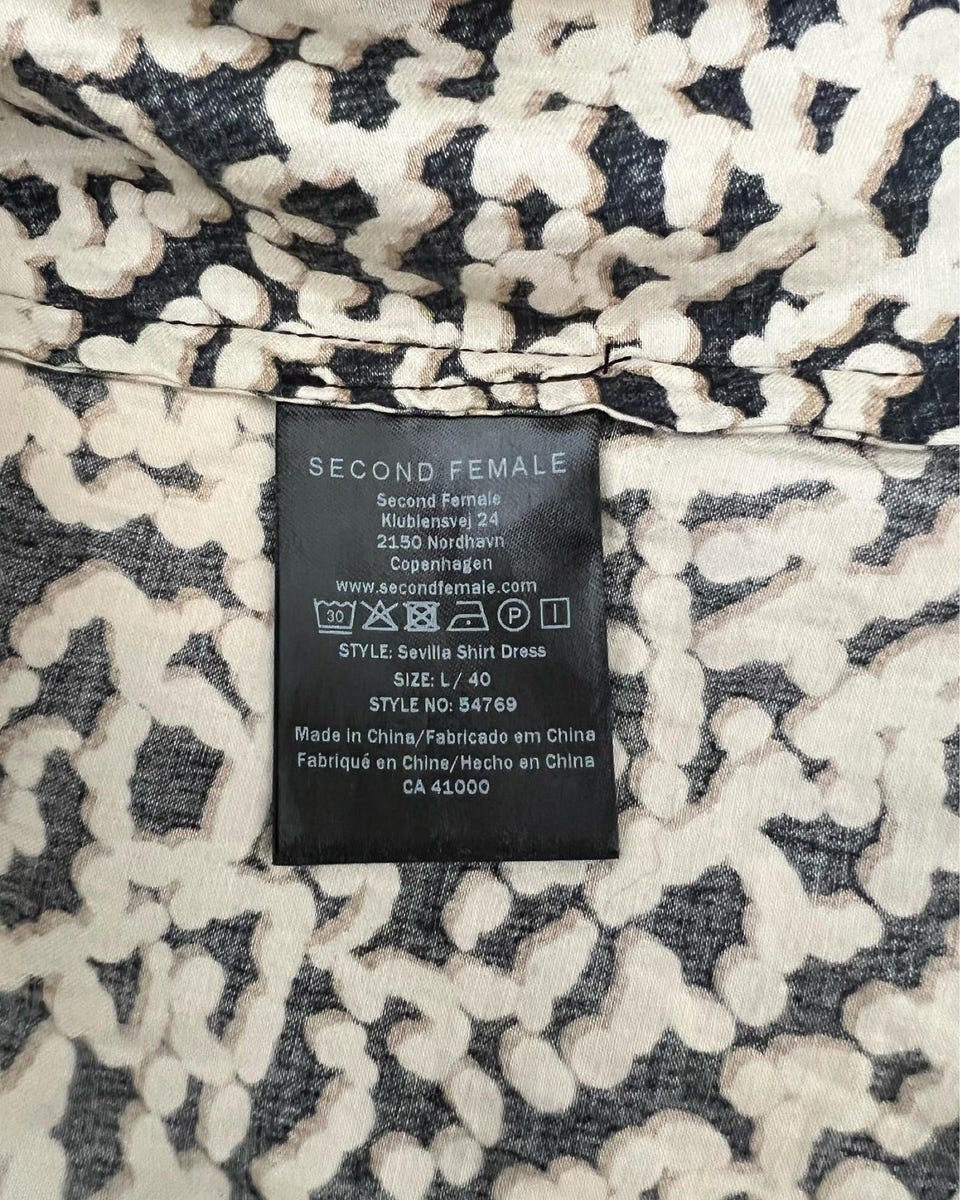 SECOND FEMALE
Second Female
Klubiensvej 24
2150 Nordhavn
Copenhagen
www.secondfemale.com
30 P
STYLE: Sevilla Shirt Dress
SIZE: L / 40
STYLE NO: 54769
Made in China/Fabricado em China
Fabriqué en Chine/Hecho en China
CA 41000